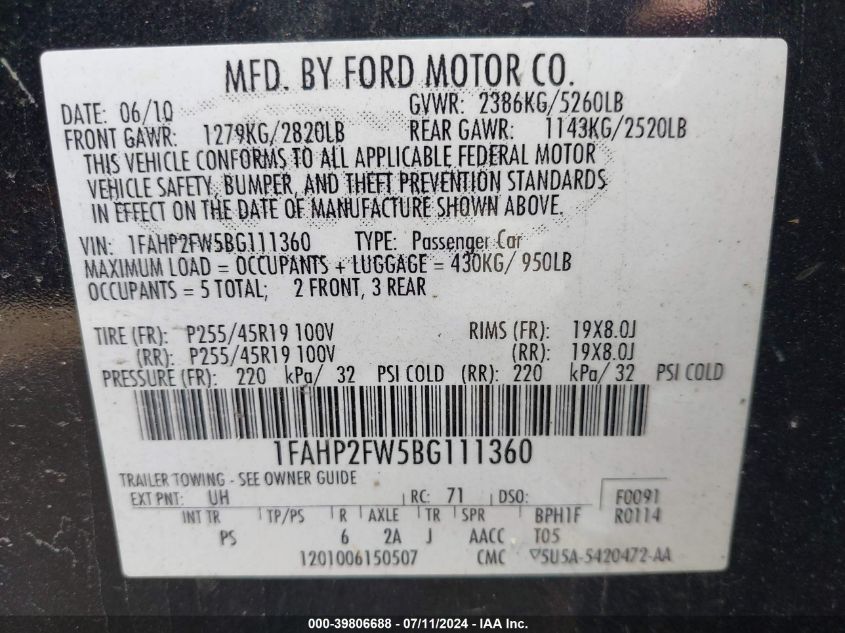 MFD. BY FORD MOTOR CO.
DATE: 06/10 GVWR: 2386KG/5260LB
FRONT GAWR: 1279KG/2820LB REAR GAWR: 1143KG/2520LB
THIS VEHICLE CONFORMS TO ALL APPLICABLE FEDERAL MOTOR
VEHICLE SAFETY, BUMPER, AND THEFT PREVENTION STANDARDS
IN EFFECT ON THE DATE OF MANUFACTURE SHOWN ABOVE.
VIN: 1FAHP2FW5BG111360 TYPE: Passenger Car
MAXIMUM LOAD = OCCUPANTS + LUGGAGE = 430KG/ 950LB
OCCUPANTS = 5 TOTAL; 2 FRONT, 3 REAR
TIRE (FR): P255/45R19 100V RIMS (FR): 19X8.0J
(RR): P255/45R19 100V (RR): 19X8.0J
PRESSURE (FR): 220 kPa/ 32 PSI COLD (RR): 220 kPa/ 32 PSI COLD
1FAHP2FW5BG111360
TRAILER TOWING - SEE OWNER GUIDE
EXT PNT: UH RC: 71 DSO: F0091
INT TR TP/PS R AXLE TR SPR BPH1F R0114
PS 6 2A J AACC T05
1201006150507 CMC 5U5A-5420472-AA
000-39806688 - 07/11/2024 - IAA Inc.